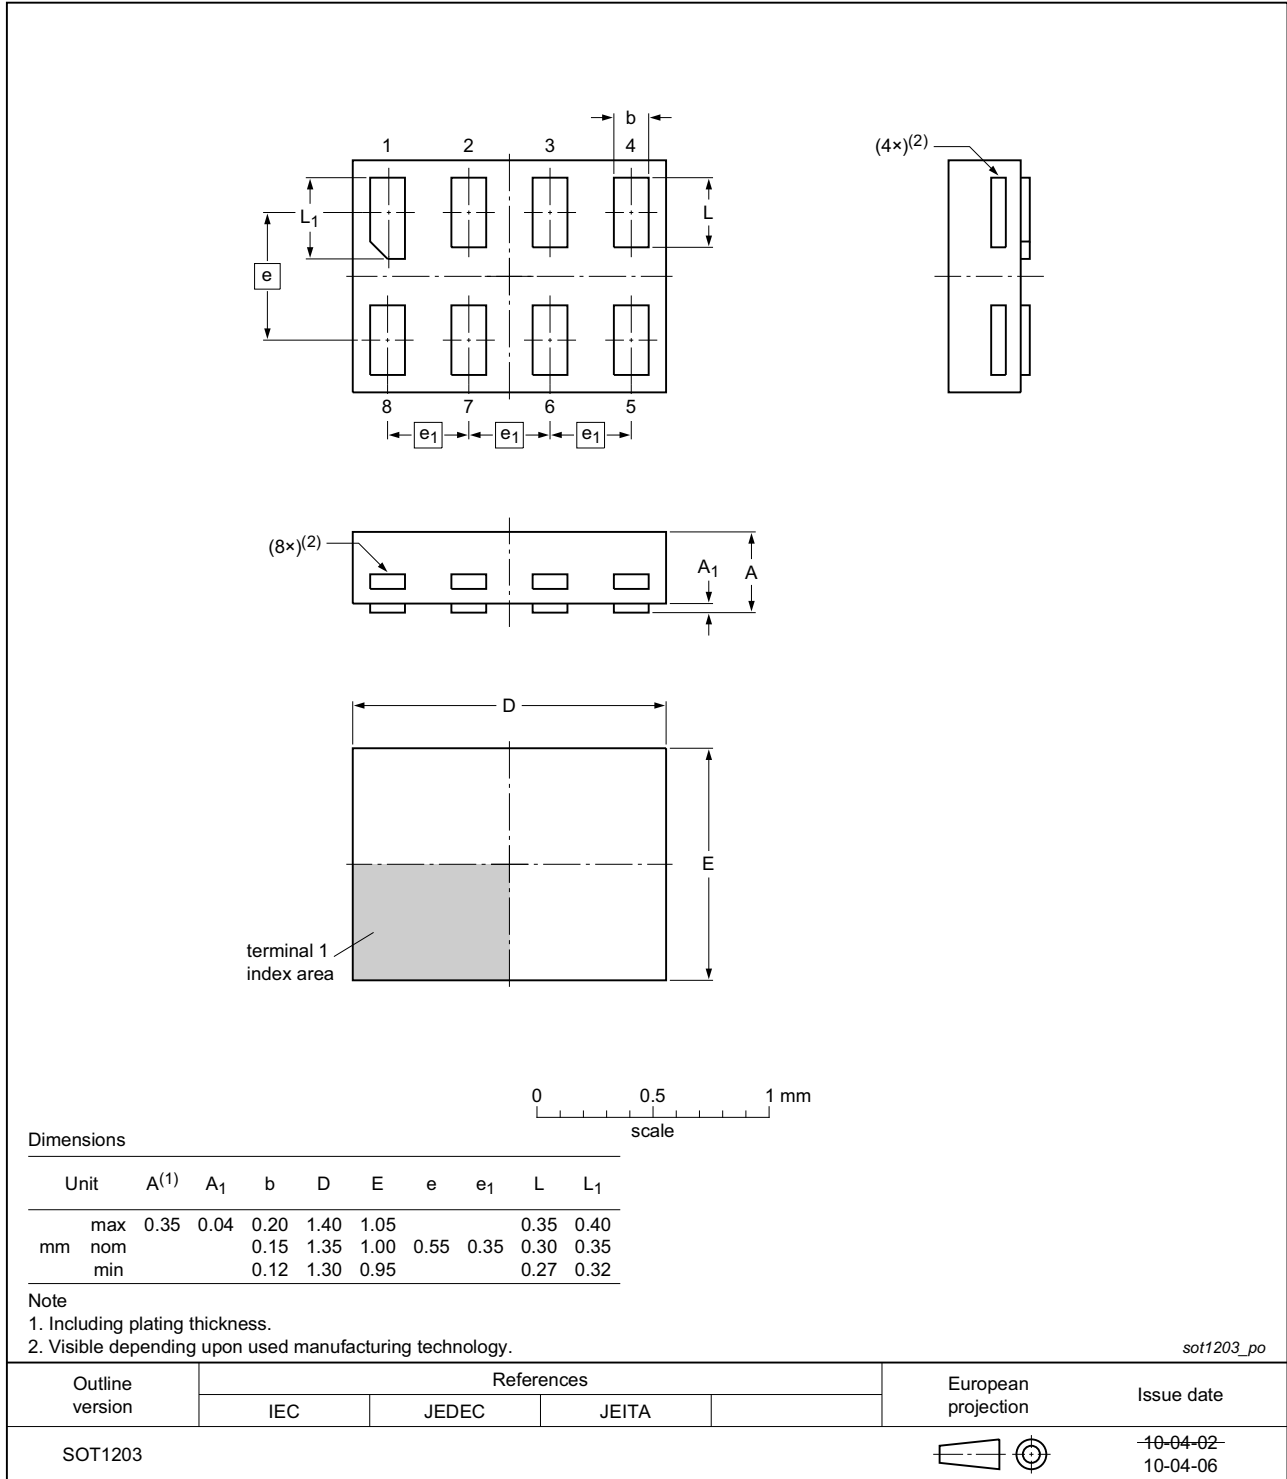 b
1 2 3 4
(4×)(2)
L1
L
e
8 7 6 5
e1 e1 e1
(8×)(2)
A1
A
D
E
terminal 1
index area
0 0.5 1 mm
scale
Dimensions
Unit A(1) A1 b D E e e1 L L1
max 0.35 0.04 0.20 1.40 1.05 0.35 0.40
mm nom 0.15 1.35 1.00 0.55 0.35 0.30 0.35
min 0.12 1.30 0.95 0.27 0.32
Note
1. Including plating thickness.
2. Visible depending upon used manufacturing technology.
sot1203_po
Outline
version
References
IEC JEDEC JEITA
European
projection
Issue date
SOT1203
10-04-02
10-04-06